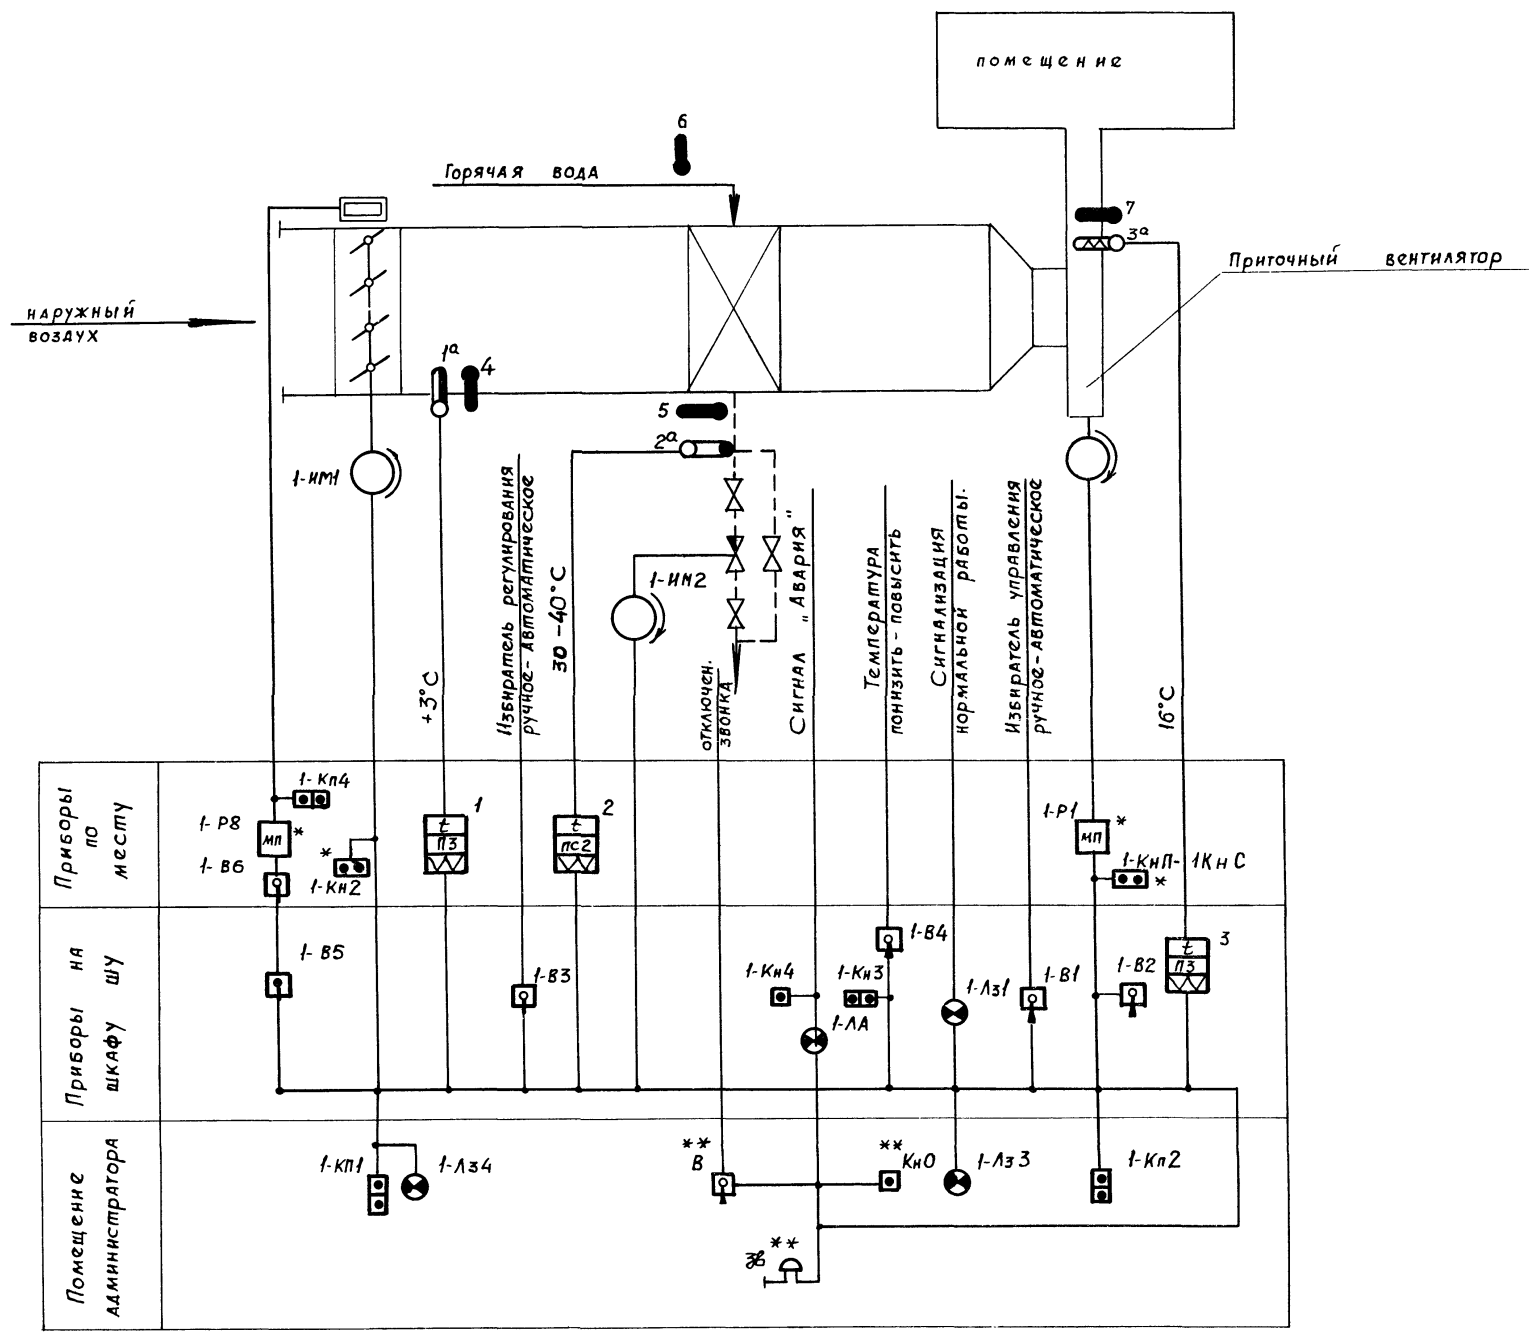 помещение
6
Горячая вода
7
3а
Приточный вентилятор
наружный
воздух
1а
4
5
2а
1-ИМ1
1-ИМ2
+3°С
Избиратель регулирования
ручное-автоматическое
30-40°С
отключен.
звонка
Сигнал „Авария"
Температура
понизить-повысить
Сигнализация
нормальной работы.
Избиратель управления
ручное-автоматическое
16°С
Приборы
по
месту
1-Кп4
1-Р8
МП
*
1-В6
*
1-Кн2
1
t
П3
2
t
ПС2
1-Р1
МП
*
1-КнП-1КнС
*
Приборы на
шкафу ШУ
1-В5
1-В3
1-Кн4
1-ЛА
1-Кн3
1-В4
1-Лз1
1-В1
1-В2
3
t
П3
Помещение
администратора
1-КП1
1-Лз4
**
В
**
КнО
1-Лз3
1-Кп2
**
Зв